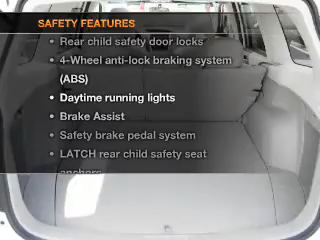 SAFETY FEATURES
• Rear child safety door locks
• 4-Wheel anti-lock braking system
(ABS)
• Daytime running lights
• Brake Assist
• Safety brake pedal system
• LATCH rear child safety seat
anchors